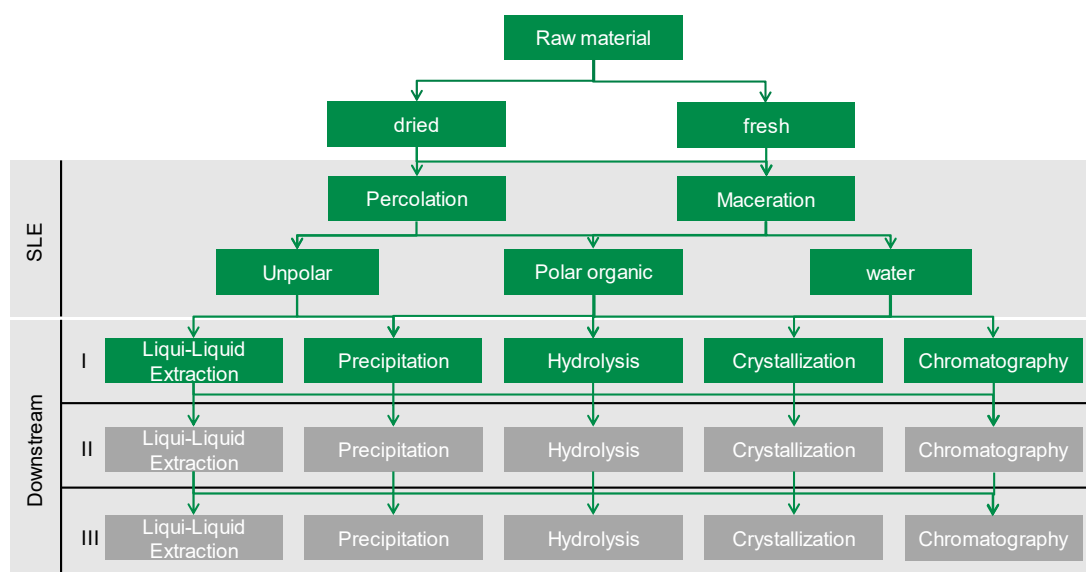 Raw material
dried
fresh
SLE
Percolation
Maceration
Unpolar
Polar organic
water
Downstream
I
Liqui-Liquid
Extraction
Precipitation
Hydrolysis
Crystallization
Chromatography
II
Liqui-Liquid
Extraction
Precipitation
Hydrolysis
Crystallization
Chromatography
III
Liqui-Liquid
Extraction
Precipitation
Hydrolysis
Crystallization
Chromatography